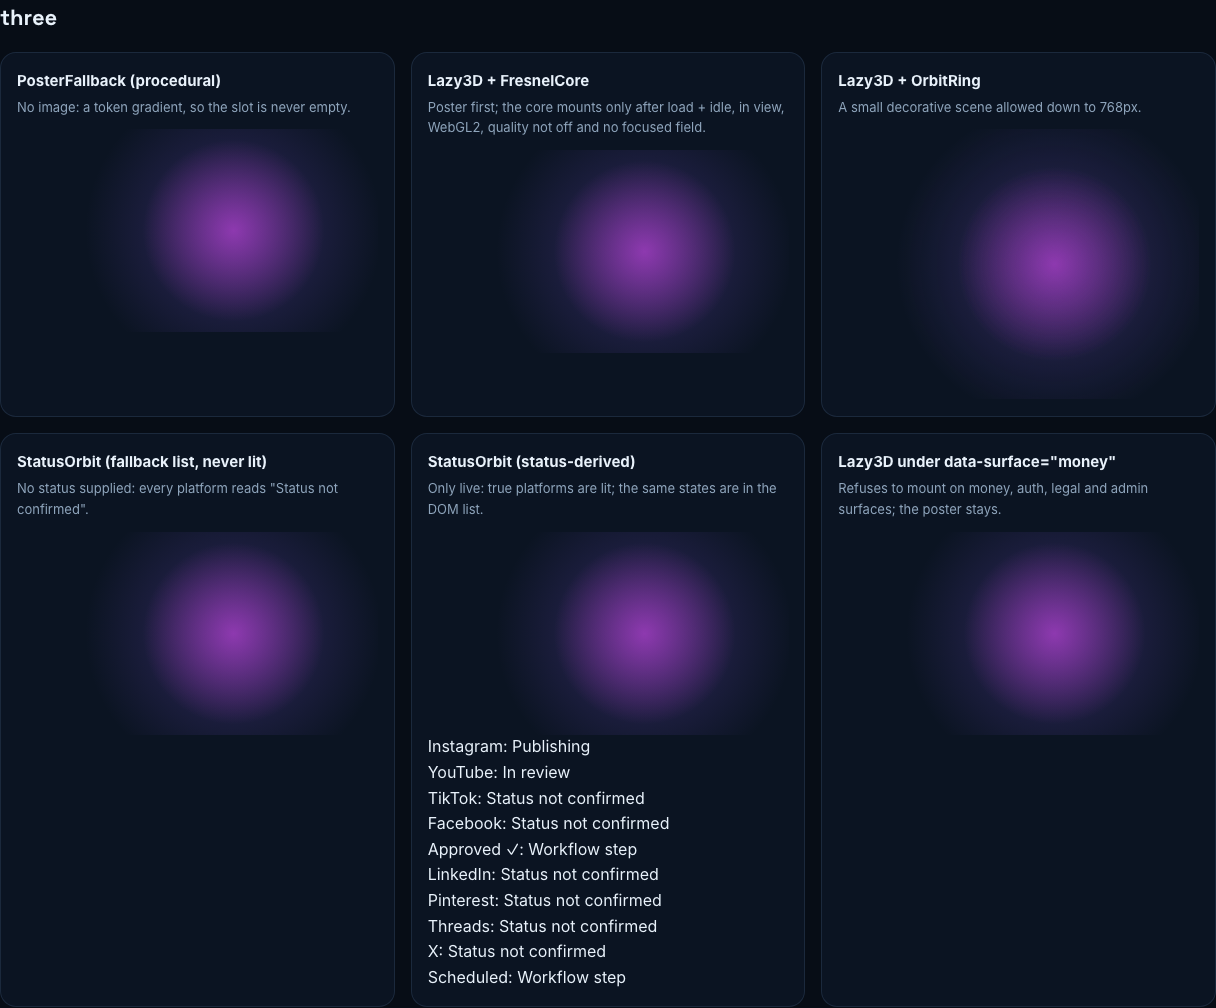 three
PosterFallback (procedural)
No image: a token gradient, so the slot is never empty.
Lazy3D + FresnelCore
Poster first; the core mounts only after load + idle, in view,
WebGL2, quality not off and no focused field.
Lazy3D + OrbitRing
A small decorative scene allowed down to 768px.
StatusOrbit (fallback list, never lit)
No status supplied: every platform reads "Status not
confirmed".
StatusOrbit (status-derived)
Only live: true platforms are lit; the same states are in the
DOM list.
Instagram: Publishing
YouTube: In review
TikTok: Status not confirmed
Facebook: Status not confirmed
Approved ✓: Workflow step
LinkedIn: Status not confirmed
Pinterest: Status not confirmed
Threads: Status not confirmed
X: Status not confirmed
Scheduled: Workflow step
Lazy3D under data-surface="money"
Refuses to mount on money, auth, legal and admin
surfaces; the poster stays.